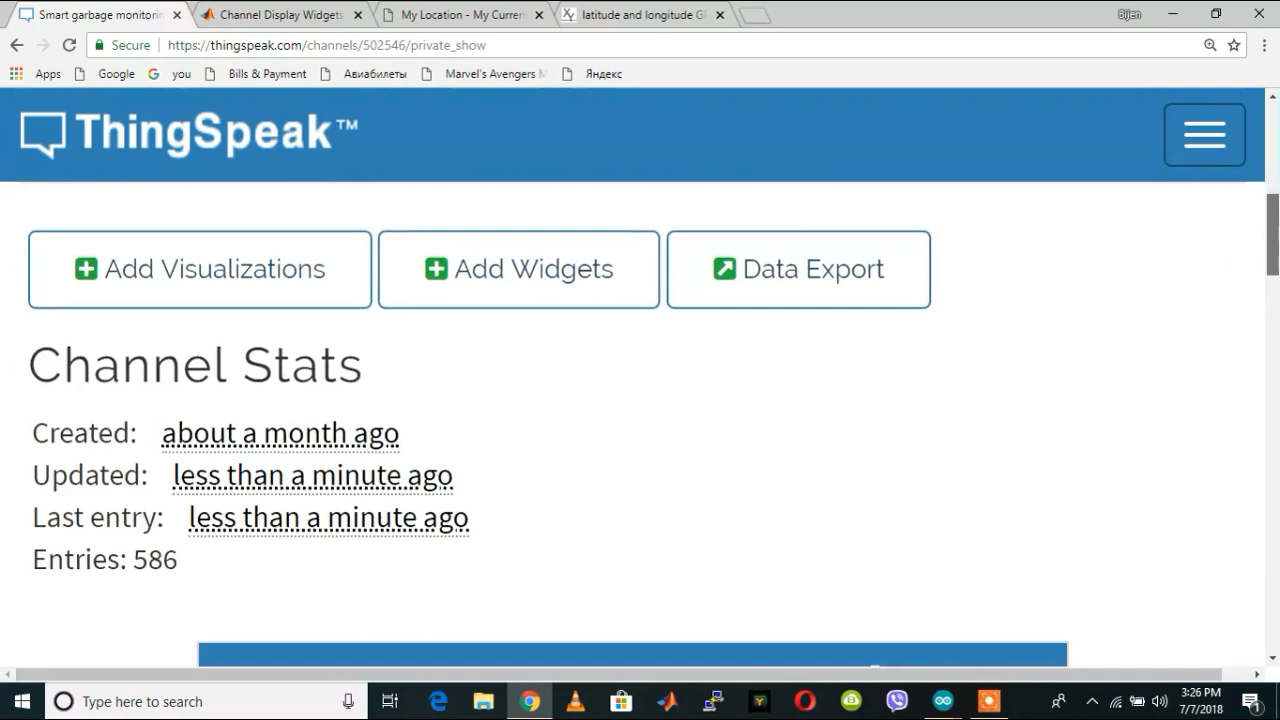 Smart garbage monitorin
Channel Display Widgets
My Location - My Curren
latitude and longitude G
Bijen
Secure
https://thingspeak.com/channels/502546/private_show
Apps
Google
you
Bills & Payment
Авиабилеты
Marvel's Avengers
Яндекс
ThingSpeak™
Add Visualizations
Add Widgets
Data Export
Channel Stats
Created: about a month ago
Updated: less than a minute ago
Last entry: less than a minute ago
Entries: 586
Type here to search
3:26 PM
7/7/2018